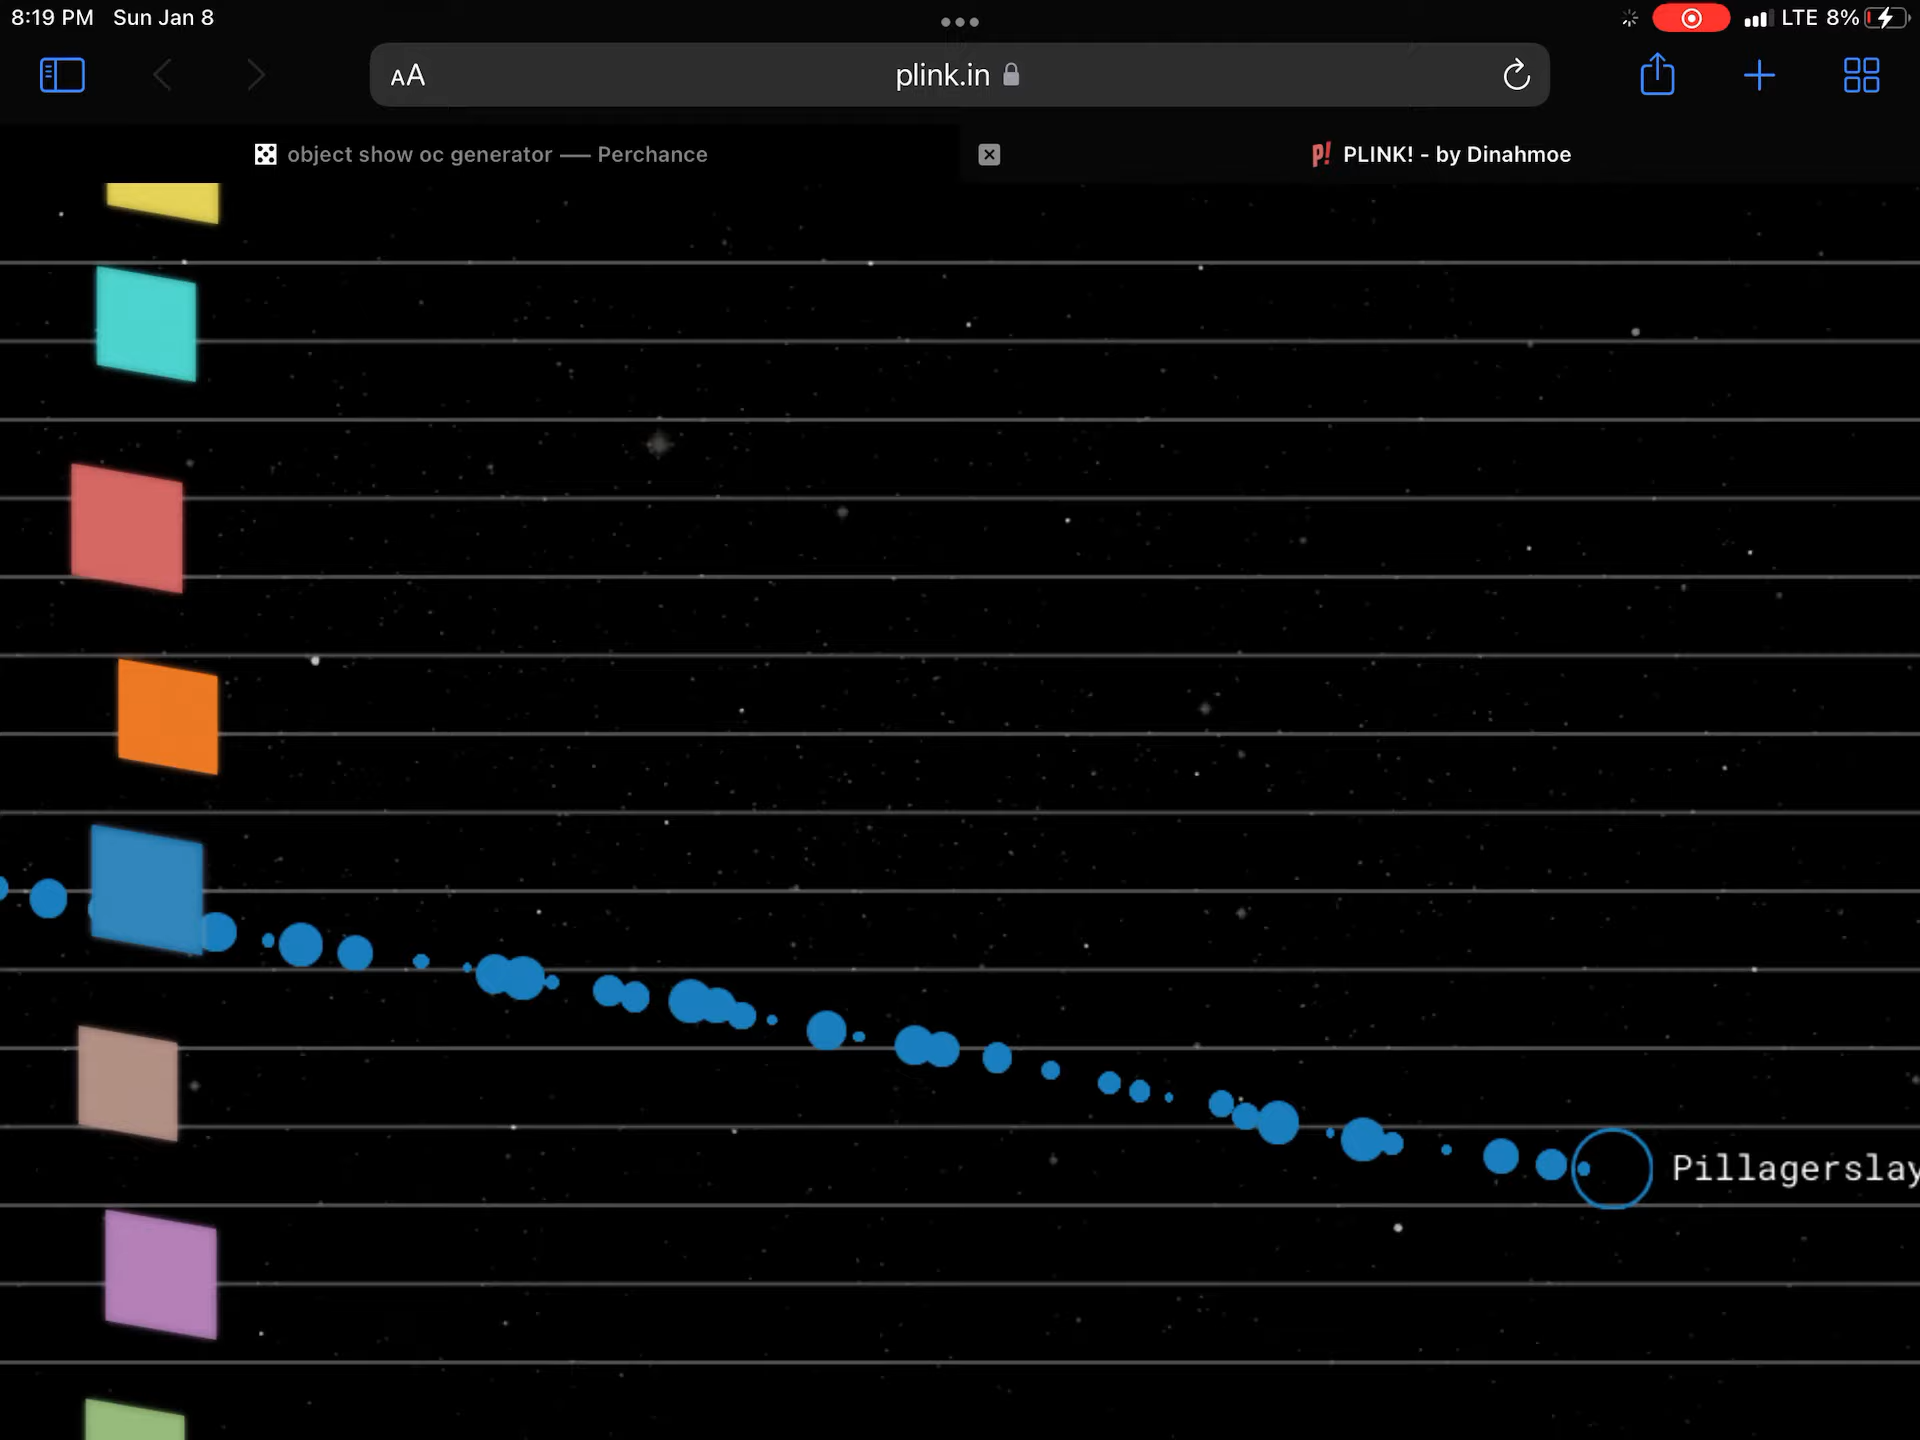 8:19 PM Sun Jan 8
LTE 8%
AA
plink.in
object show oc generator — Perchance
p! PLINK! - by Dinahmoe
Pillagerslay